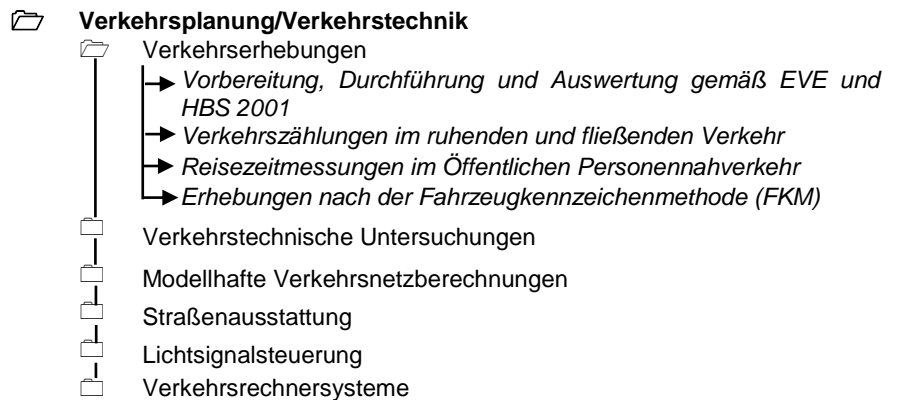 Verkehrsplanung/Verkehrstechnik
Verkehrserhebungen
Vorbereitung, Durchführung und Auswertung gemäß EVE und
HBS 2001
Verkehrszählungen im ruhenden und fließenden Verkehr
Reisezeitmessungen im Öffentlichen Personennahverkehr
Erhebungen nach der Fahrzeugkennzeichenmethode (FKM)
Verkehrstechnische Untersuchungen
Modellhafte Verkehrsnetzberechnungen
Straßenausstattung
Lichtsignalsteuerung
Verkehrsrechnersysteme